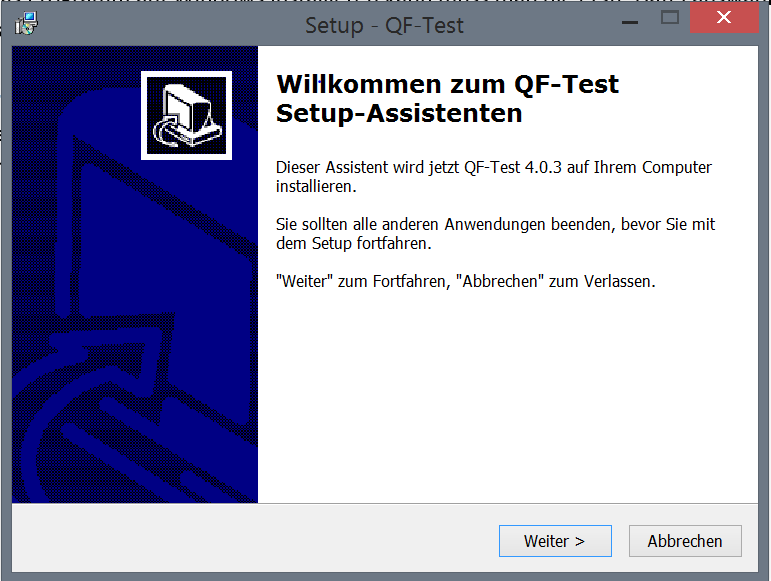 Setup - QF-Test
Willkommen zum QF-Test
Setup-Assistenten
Dieser Assistent wird jetzt QF-Test 4.0.3 auf Ihrem Computer
installieren.
Sie sollten alle anderen Anwendungen beenden, bevor Sie mit
dem Setup fortfahren.
"Weiter" zum Fortfahren, "Abbrechen" zum Verlassen.
Weiter >
Abbrechen